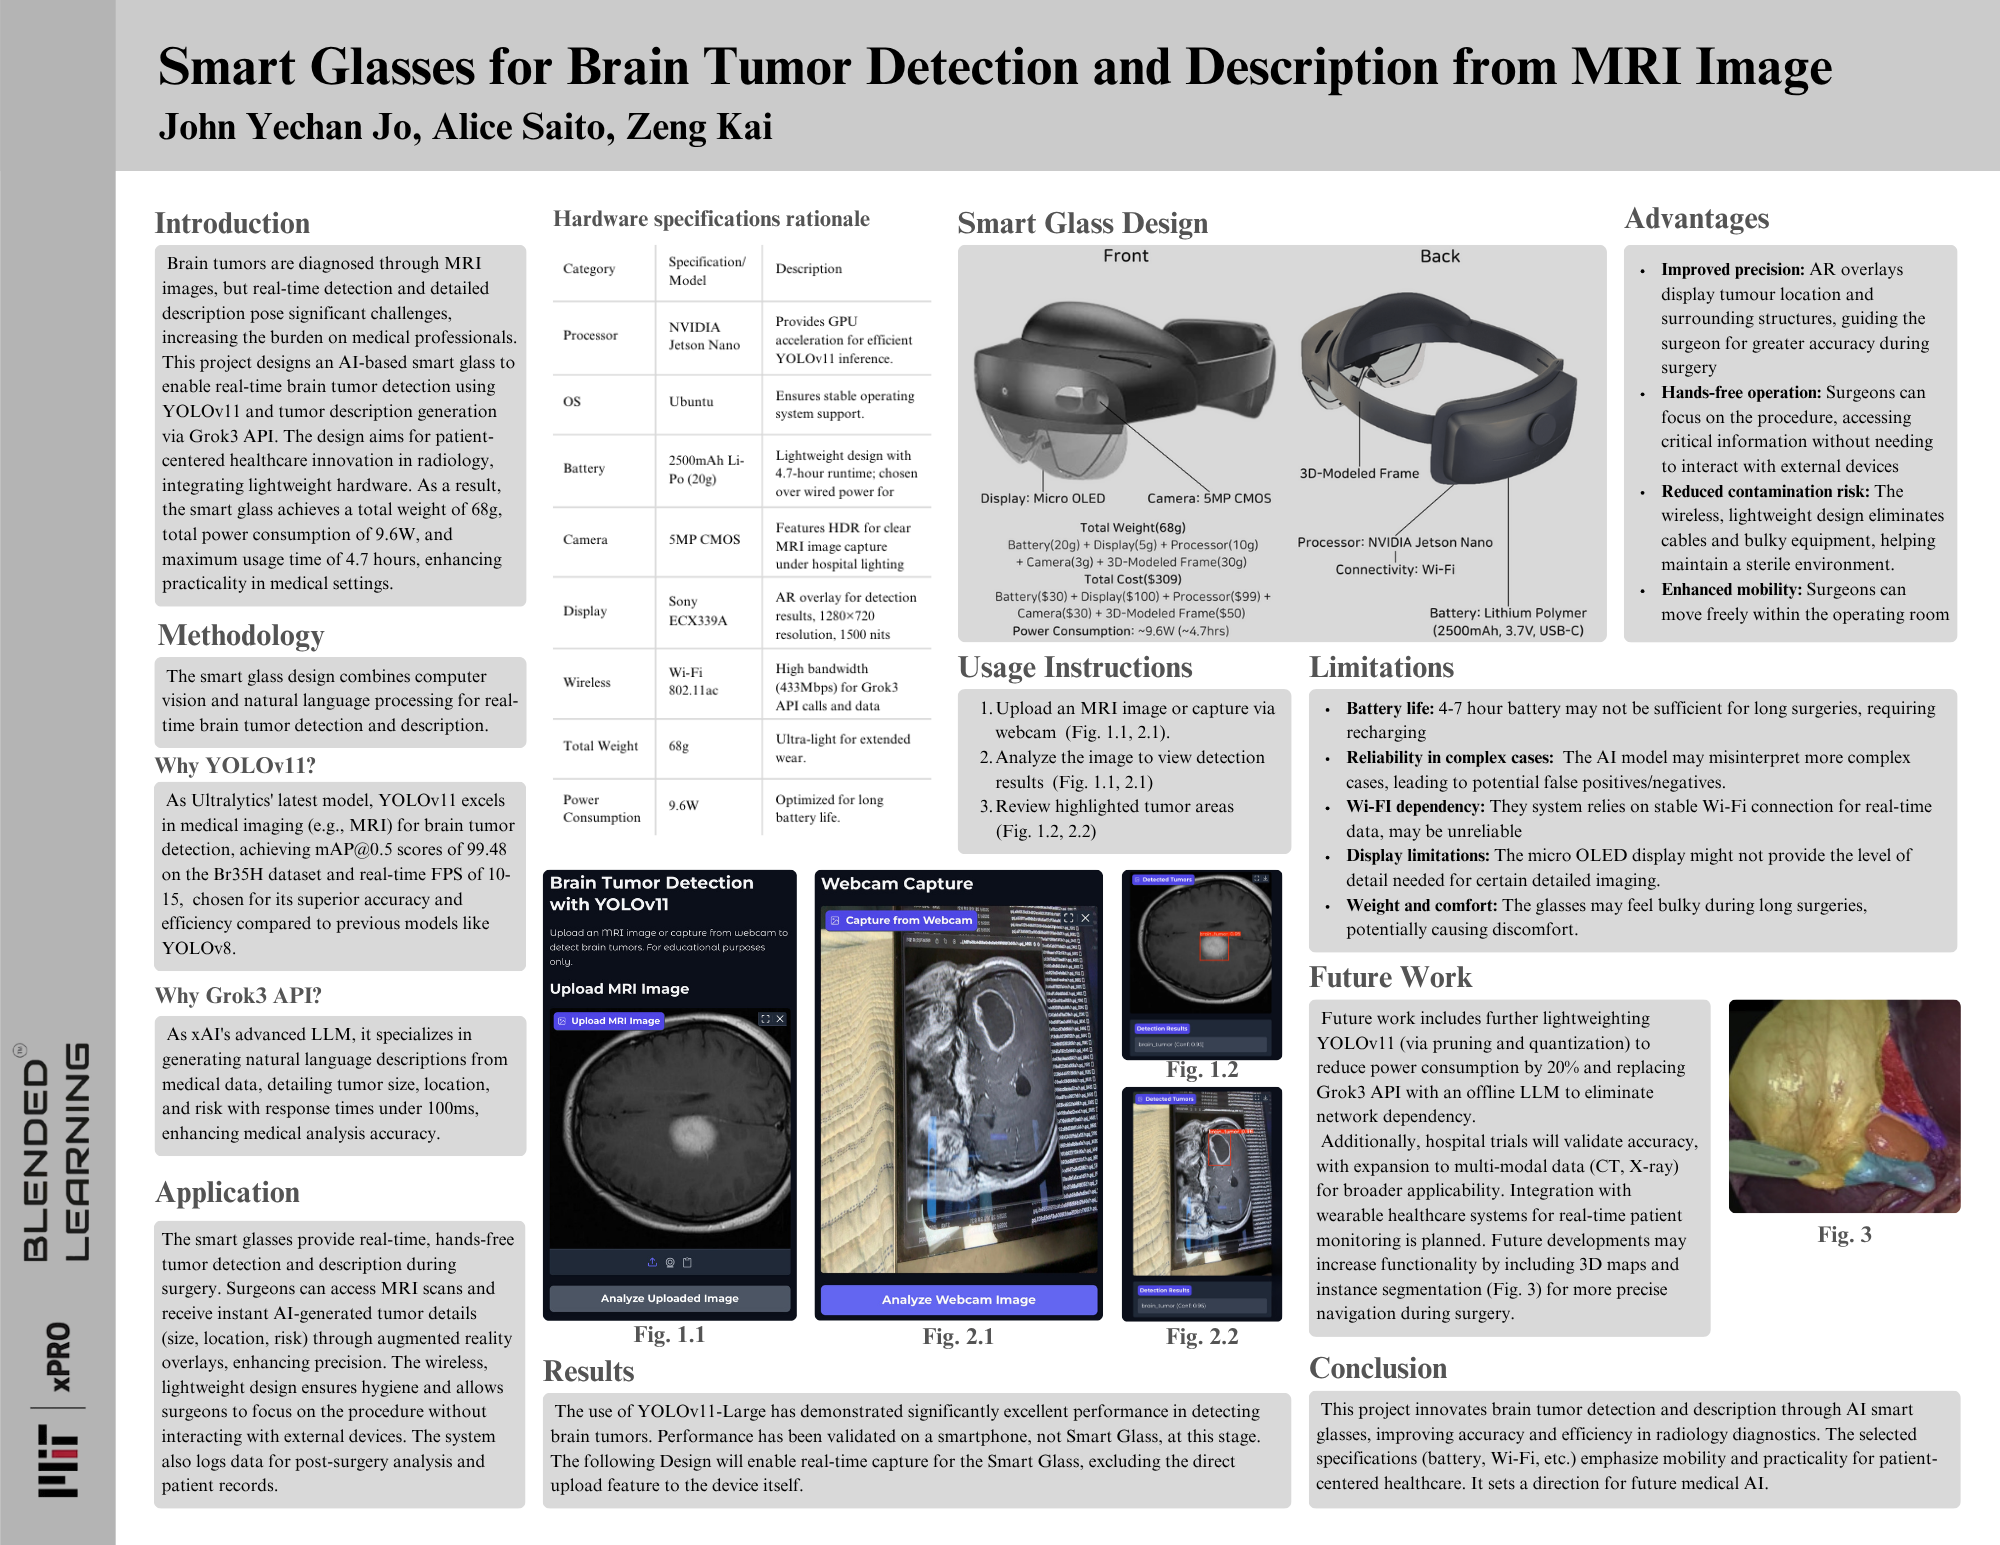 Smart Glasses for Brain Tumor Detection and Description from MRI Image
John Yechan Jo, Alice Saito, Zeng Kai
BLENDED
LEARNING
MIT
xPRO
Introduction
Brain tumors are diagnosed through MRI
images, but real-time detection and detailed
description pose significant challenges,
increasing the burden on medical professionals.
This project designs an AI-based smart glass to
enable real-time brain tumor detection using
YOLOv11 and tumor description generation
via Grok3 API. The design aims for patient-
centered healthcare innovation in radiology,
integrating lightweight hardware. As a result,
the smart glass achieves a total weight of 68g,
total power consumption of 9.6W, and
maximum usage time of 4.7 hours, enhancing
practicality in medical settings.
Methodology
The smart glass design combines computer
vision and natural language processing for real-
time brain tumor detection and description.
Why YOLOv11?
As Ultralytics' latest model, YOLOv11 excels
in medical imaging (e.g., MRI) for brain tumor
detection, achieving mAP@0.5 scores of 99.48
on the Br35H dataset and real-time FPS of 10-
15,  chosen for its superior accuracy and
efficiency compared to previous models like
YOLOv8.
Why Grok3 API?
As xAI's advanced LLM, it specializes in
generating natural language descriptions from
medical data, detailing tumor size, location,
and risk with response times under 100ms,
enhancing medical analysis accuracy.
Application
The smart glasses provide real-time, hands-free
tumor detection and description during
surgery. Surgeons can access MRI scans and
receive instant AI-generated tumor details
(size, location, risk) through augmented reality
overlays, enhancing precision. The wireless,
lightweight design ensures hygiene and allows
surgeons to focus on the procedure without
interacting with external devices. The system
also logs data for post-surgery analysis and
patient records.
Hardware specifications rationale
Category
Specification/
Model
Description
Processor
NVIDIA
Jetson Nano
Provides GPU
acceleration for efficient
YOLOv11 inference.
OS
Ubuntu
Ensures stable operating
system support.
Battery
2500mAh Li-
Po (20g)
Lightweight design with
4.7-hour runtime; chosen
over wired power for
Camera
5MP CMOS
Features HDR for clear
MRI image capture
under hospital lighting
Display
Sony
ECX339A
AR overlay for detection
results, 1280×720
resolution, 1500 nits
Wireless
Wi-Fi
802.11ac
High bandwidth
(433Mbps) for Grok3
API calls and data
Total Weight
68g
Ultra-light for extended
wear.
Power
Consumption
9.6W
Optimized for long
battery life.
Smart Glass Design
Front
Back
Display: Micro OLED
Camera: 5MP CMOS
Total Weight(68g)
Battery(20g) + Display(5g) + Processor(10g)
+ Camera(3g) + 3D-Modeled Frame(30g)
Total Cost($309)
Battery($30) + Display($100) + Processor($99) +
Camera($30) + 3D-Modeled Frame($50)
Power Consumption: ~9.6W (~4.7hrs)
3D-Modeled Frame
Processor: NVIDIA Jetson Nano
Connectivity: Wi-Fi
Battery: Lithium Polymer
(2500mAh, 3.7V, USB-C)
Advantages
• Improved precision: AR overlays
display tumour location and
surrounding structures, guiding the
surgeon for greater accuracy during
surgery
• Hands-free operation: Surgeons can
focus on the procedure, accessing
critical information without needing
to interact with external devices
• Reduced contamination risk: The
wireless, lightweight design eliminates
cables and bulky equipment, helping
maintain a sterile environment.
• Enhanced mobility: Surgeons can
move freely within the operating room
Usage Instructions
1. Upload an MRI image or capture via
webcam  (Fig. 1.1, 2.1).
2. Analyze the image to view detection
results  (Fig. 1.1, 2.1)
3. Review highlighted tumor areas
(Fig. 1.2, 2.2)
Limitations
• Battery life: 4-7 hour battery may not be sufficient for long surgeries, requiring
recharging
• Reliability in complex cases:  The AI model may misinterpret more complex
cases, leading to potential false positives/negatives.
• Wi-FI dependency: They system relies on stable Wi-Fi connection for real-time
data, may be unreliable
• Display limitations: The micro OLED display might not provide the level of
detail needed for certain detailed imaging.
• Weight and comfort: The glasses may feel bulky during long surgeries,
potentially causing discomfort.
Brain Tumor Detection
with YOLOv11
Upload an MRI image or capture from webcam to
detect brain tumors. For educational purposes
only.
Upload MRI Image
Upload MRI Image
Analyze Uploaded Image
Fig. 1.1
Webcam Capture
Capture from Webcam
Analyze Webcam Image
Fig. 2.1
Detected Tumors
Detection Results
Fig. 1.2
Detected Tumors
Detection Results
Fig. 2.2
Results
The use of YOLOv11-Large has demonstrated significantly excellent performance in detecting
brain tumors. Performance has been validated on a smartphone, not Smart Glass, at this stage.
The following Design will enable real-time capture for the Smart Glass, excluding the direct
upload feature to the device itself.
Future Work
Future work includes further lightweighting
YOLOv11 (via pruning and quantization) to
reduce power consumption by 20% and replacing
Grok3 API with an offline LLM to eliminate
network dependency.
Additionally, hospital trials will validate accuracy,
with expansion to multi-modal data (CT, X-ray)
for broader applicability. Integration with
wearable healthcare systems for real-time patient
monitoring is planned. Future developments may
increase functionality by including 3D maps and
instance segmentation (Fig. 3) for more precise
navigation during surgery.
Fig. 3
Conclusion
This project innovates brain tumor detection and description through AI smart
glasses, improving accuracy and efficiency in radiology diagnostics. The selected
specifications (battery, Wi-Fi, etc.) emphasize mobility and practicality for patient-
centered healthcare. It sets a direction for future medical AI.